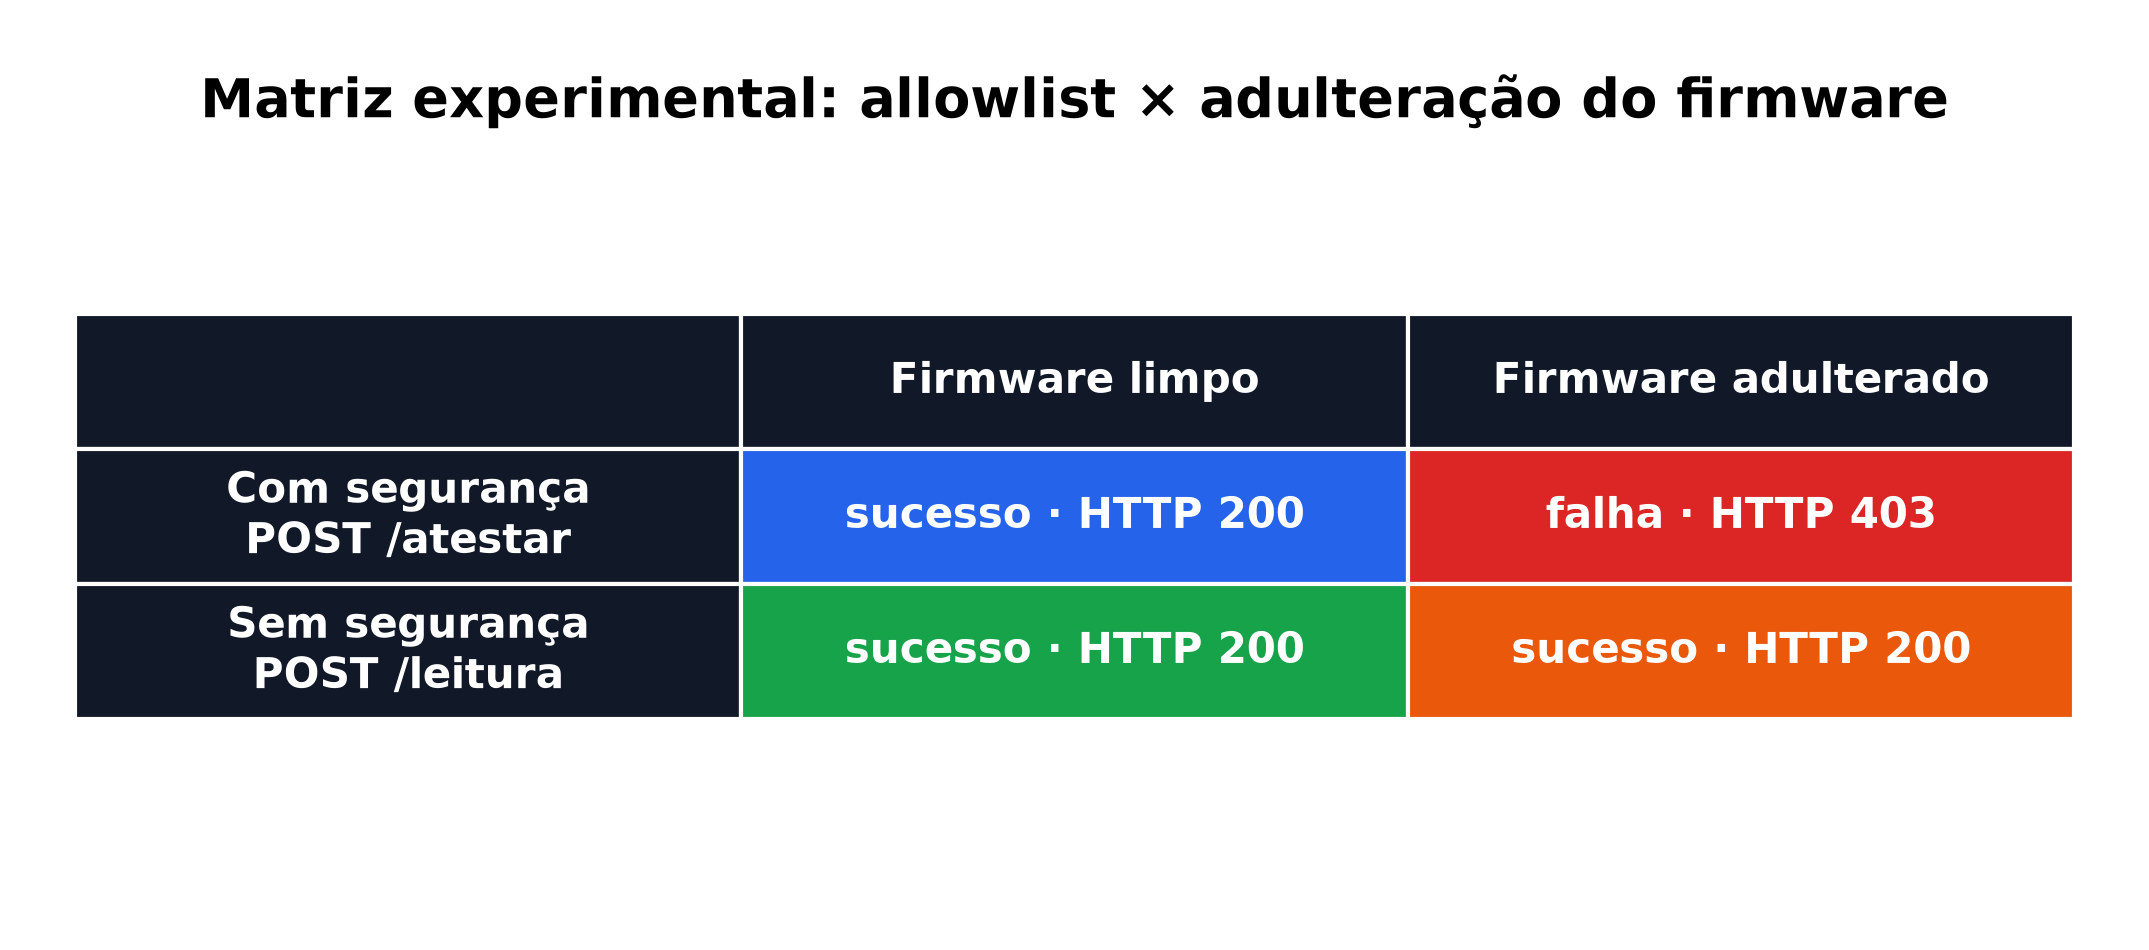 Matriz experimental: allowlist × adulteração do firmware
Firmware limpo
Firmware adulterado
Com segurança
POST /atestar
sucesso · HTTP 200
falha · HTTP 403
Sem segurança
POST /leitura
sucesso · HTTP 200
sucesso · HTTP 200